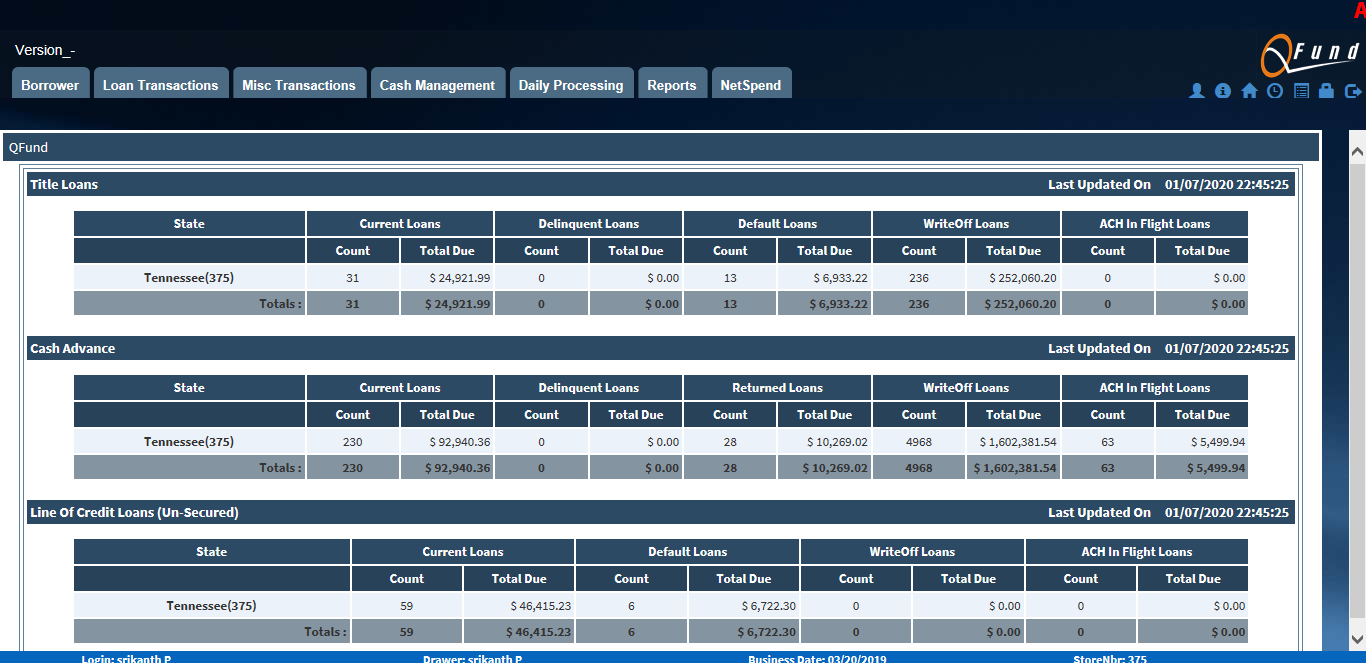 A
Version_-
QFund
Borrower Loan Transactions Misc Transactions Cash Management Daily Processing Reports NetSpend
QFund
Title Loans Last Updated On 01/07/2020 22:45:25
State Current Loans Delinquent Loans Default Loans WriteOff Loans ACH In Flight Loans
Count Total Due Count Total Due Count Total Due Count Total Due Count Total Due
Tennessee(375) 31 $ 24,921.99 0 $ 0.00 13 $ 6,933.22 236 $ 252,060.20 0 $ 0.00
Totals : 31 $ 24,921.99 0 $ 0.00 13 $ 6,933.22 236 $ 252,060.20 0 $ 0.00
Cash Advance Last Updated On 01/07/2020 22:45:25
State Current Loans Delinquent Loans Returned Loans WriteOff Loans ACH In Flight Loans
Count Total Due Count Total Due Count Total Due Count Total Due Count Total Due
Tennessee(375) 230 $ 92,940.36 0 $ 0.00 28 $ 10,269.02 4968 $ 1,602,381.54 63 $ 5,499.94
Totals : 230 $ 92,940.36 0 $ 0.00 28 $ 10,269.02 4968 $ 1,602,381.54 63 $ 5,499.94
Line Of Credit Loans (Un-Secured) Last Updated On 01/07/2020 22:45:25
State Current Loans Default Loans WriteOff Loans ACH In Flight Loans
Count Total Due Count Total Due Count Total Due Count Total Due
Tennessee(375) 59 $ 46,415.23 6 $ 6,722.30 0 $ 0.00 0 $ 0.00
Totals : 59 $ 46,415.23 6 $ 6,722.30 0 $ 0.00 0 $ 0.00
Login: srikanth P Drawer: srikanth P Business Date: 03/20/2019 StoreNbr: 375